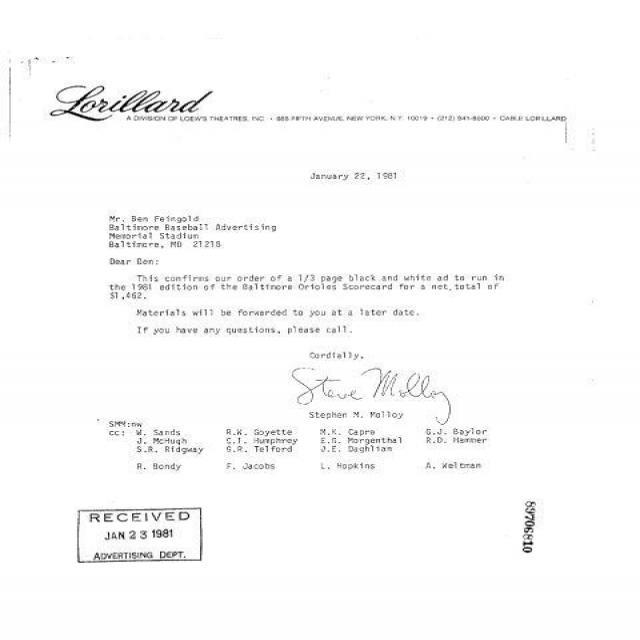 Lorillard
A DIVISION OF LOEW'S THEATRES, INC. • 666 FIFTH AVENUE, NEW YORK, N.Y. 10019 • (212) 841-8600 • CABLE LORILLARD
January 22, 1981
Mr. Ben Feingold
Baltimore Baseball Advertising
Memorial Stadium
Baltimore, MD 21218
Dear Ben:
This confirms our order of a 1/3 page black and white ad to run in
the 1981 edition of the Baltimore Orioles Scorecard for a net total of
$1,462.
Materials will be forwarded to you at a later date.
If you have any questions, please call.
Cordially,
Steve Molloy
Stephen M. Molloy
SMM:nw
cc: W. Sands R.W. Goyette M.K. Capra G.J. Baylor
J. McHugh C.I. Humphrey E.G. Morgenthal R.D. Hammer
S.R. Ridgway G.R. Telford J.E. Daghlian
R. Bondy F. Jacobs L. Hopkins A. Weltman
RECEIVED
JAN 23 1981
ADVERTISING DEPT.
89706810